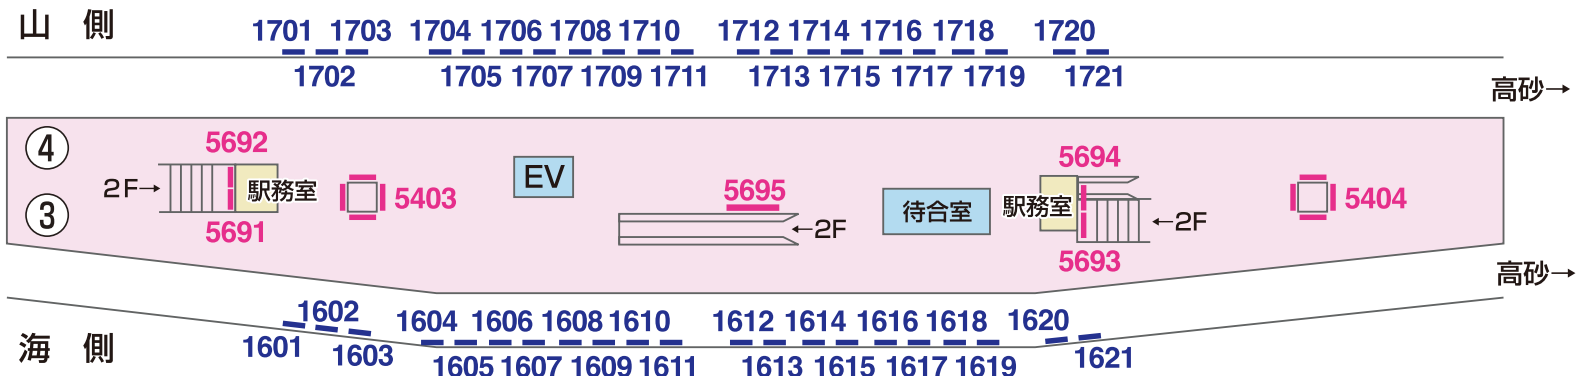 山 側
1701 1703 1704 1706 1708 1710 1712 1714 1716 1718 1720
1702 1705 1707 1709 1711 1713 1715 1717 1719 1721
高砂→
④ 5692 5694
2F→ 駅務室 5403 EV 5695 待合室 駅務室 ←2F 5404
③ 5691 ←2F 5693
高砂→
1602 1604 1606 1608 1610 1612 1614 1616 1618 1620
海 側 1601 1603 1605 1607 1609 1611 1613 1615 1617 1619 1621